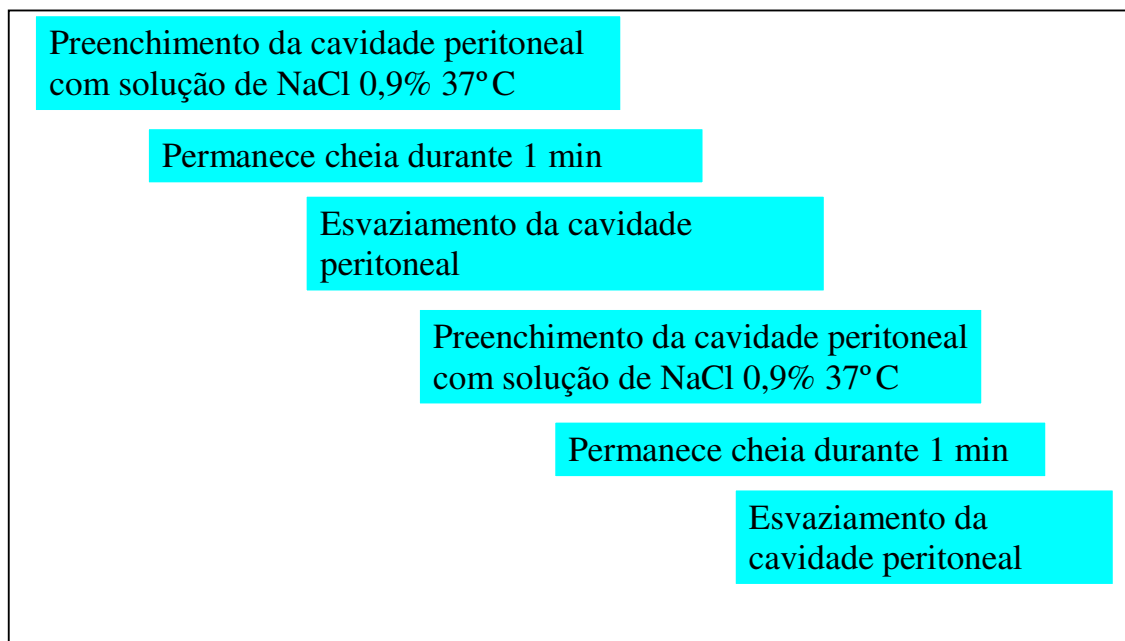 Preenchimento da cavidade peritoneal
com solução de NaCl 0,9% 37ºC
Permanece cheia durante 1 min
Esvaziamento da cavidade
peritoneal
Preenchimento da cavidade peritoneal
com solução de NaCl 0,9% 37ºC
Permanece cheia durante 1 min
Esvaziamento da
cavidade peritoneal